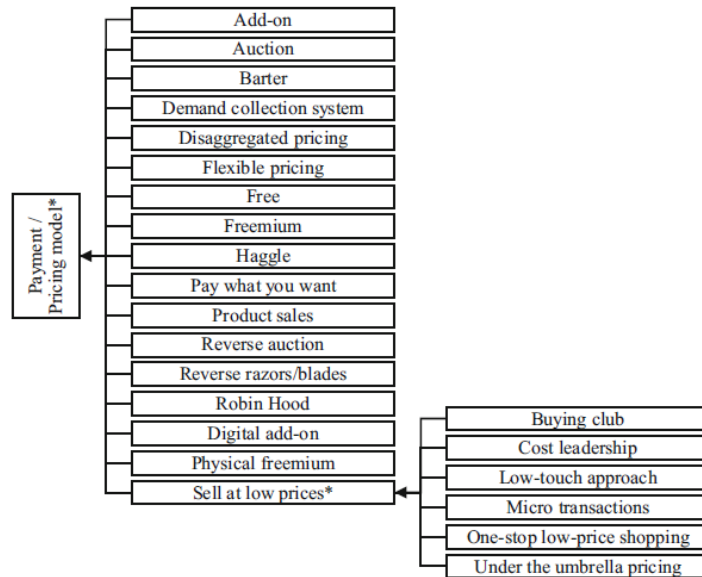 Add-on
Auction
Barter
Demand collection system
Disaggregated pricing
Flexible pricing
Free
Freemium
Payment /
Pricing model*
Haggle
Pay what you want
Product sales
Reverse auction
Reverse razors/blades
Robin Hood
Digital add-on
Physical freemium
Sell at low prices*
Buying club
Cost leadership
Low-touch approach
Micro transactions
One-stop low-price shopping
Under the umbrella pricing